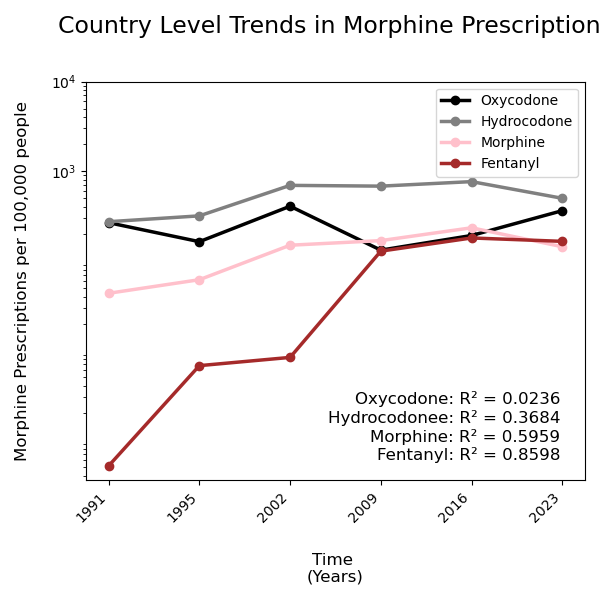 Country Level Trends in Morphine Prescription
Morphine Prescriptions per 100,000 people
10⁴
10³
Oxycodone
Hydrocodone
Morphine
Fentanyl
Oxycodone: R² = 0.0236
Hydrocodonee: R² = 0.3684
Morphine: R² = 0.5959
Fentanyl: R² = 0.8598
1991
1995
2002
2009
2016
2023
Time
(Years)